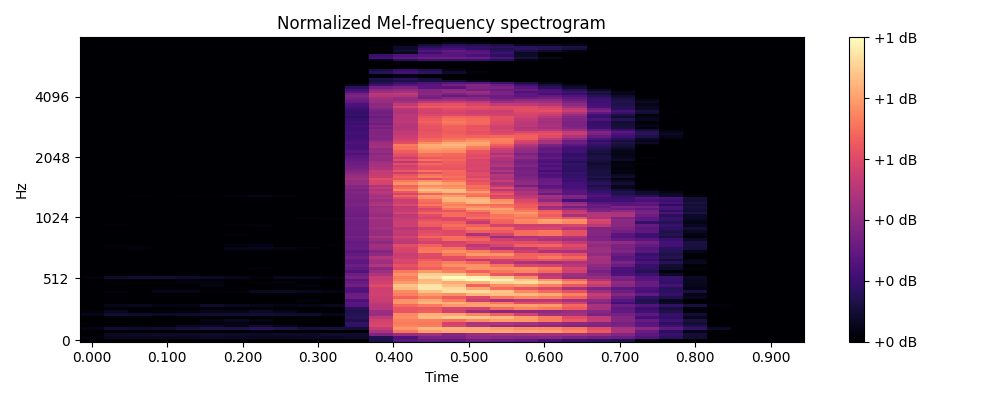 Normalized Mel-frequency spectrogram
+1 dB
4096
+1 dB
2048
+1 dB
Hz
1024
+0 dB
512
+0 dB
0
+0 dB
0.000 0.100 0.200 0.300 0.400 0.500 0.600 0.700 0.800 0.900
Time